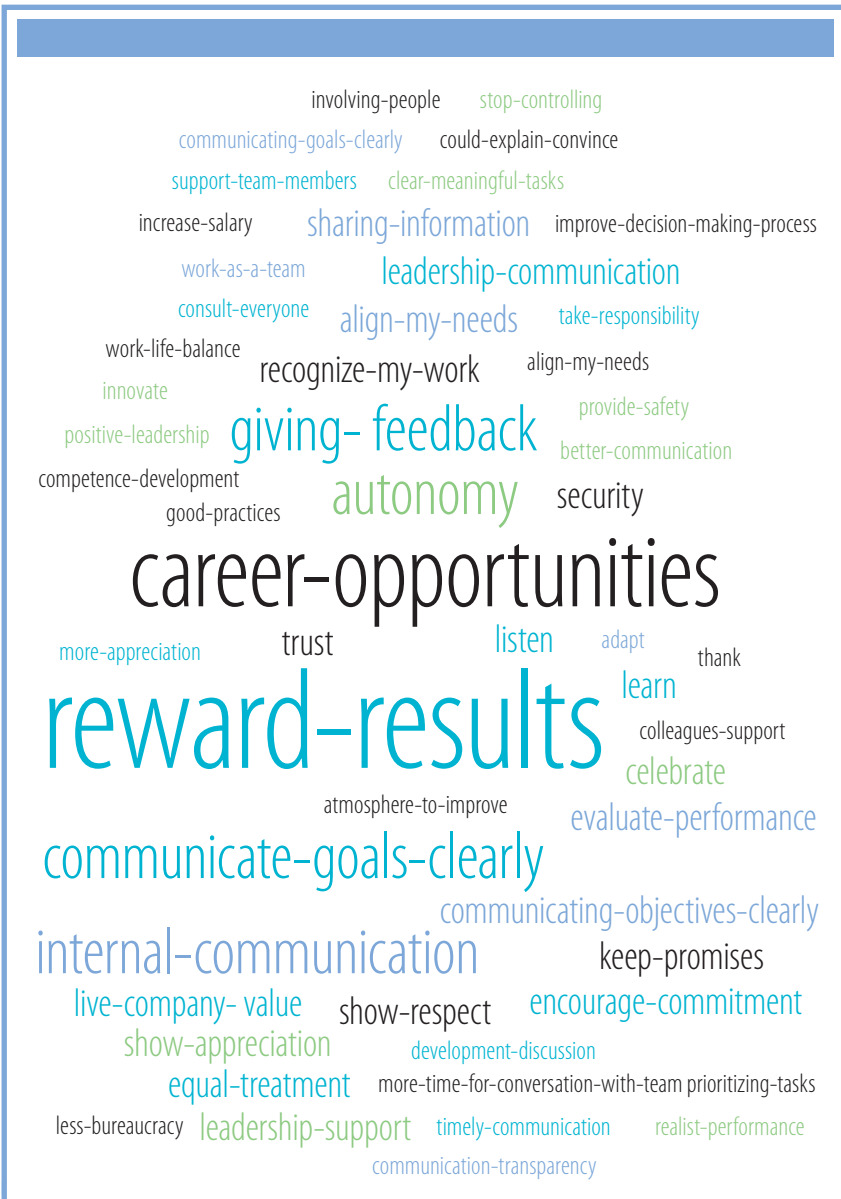 involving-people stop-controlling
communicating-goals-clearly could-explain-convince
support-team-members clear-meaningful-tasks
increase-salary sharing-information improve-decision-making-process
work-as-a-team leadership-communication
consult-everyone align-my-needs take-responsibility
work-life-balance recognize-my-work align-my-needs
innovate giving- feedback provide-safety
positive-leadership better-communication
competence-development autonomy security
good-practices
career-opportunities
more-appreciation trust listen adapt thank
reward-results learn
colleagues-support
celebrate
atmosphere-to-improve evaluate-performance
communicate-goals-clearly
communicating-objectives-clearly
internal-communication keep-promises
live-company- value show-respect encourage-commitment
show-appreciation development-discussion
equal-treatment more-time-for-conversation-with-team prioritizing-tasks
less-bureaucracy leadership-support timely-communication realist-performance
communication-transparency